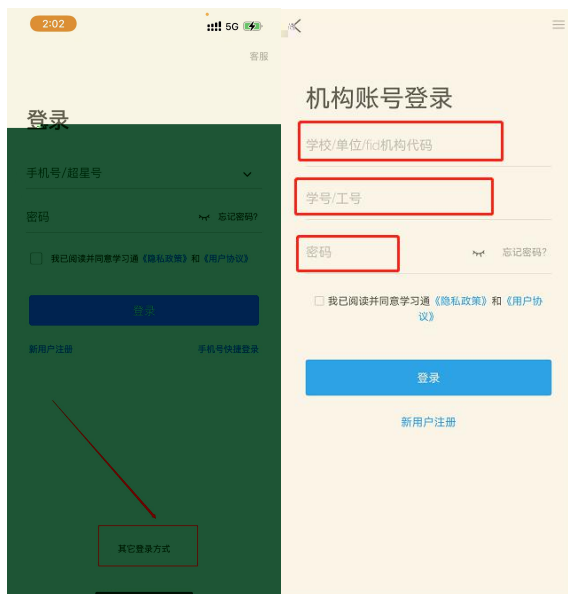 2:02
5G
客服
登录
手机号/超星号
密码
忘记密码?
我已阅读并同意学习通《隐私政策》和《用户协议》
登录
新用户注册
手机号快捷登录
其它登录方式
机构账号登录
学校/单位/fid机构代码
学号/工号
密码
忘记密码?
我已阅读并同意学习通《隐私政策》和《用户协
议》
登录
新用户注册